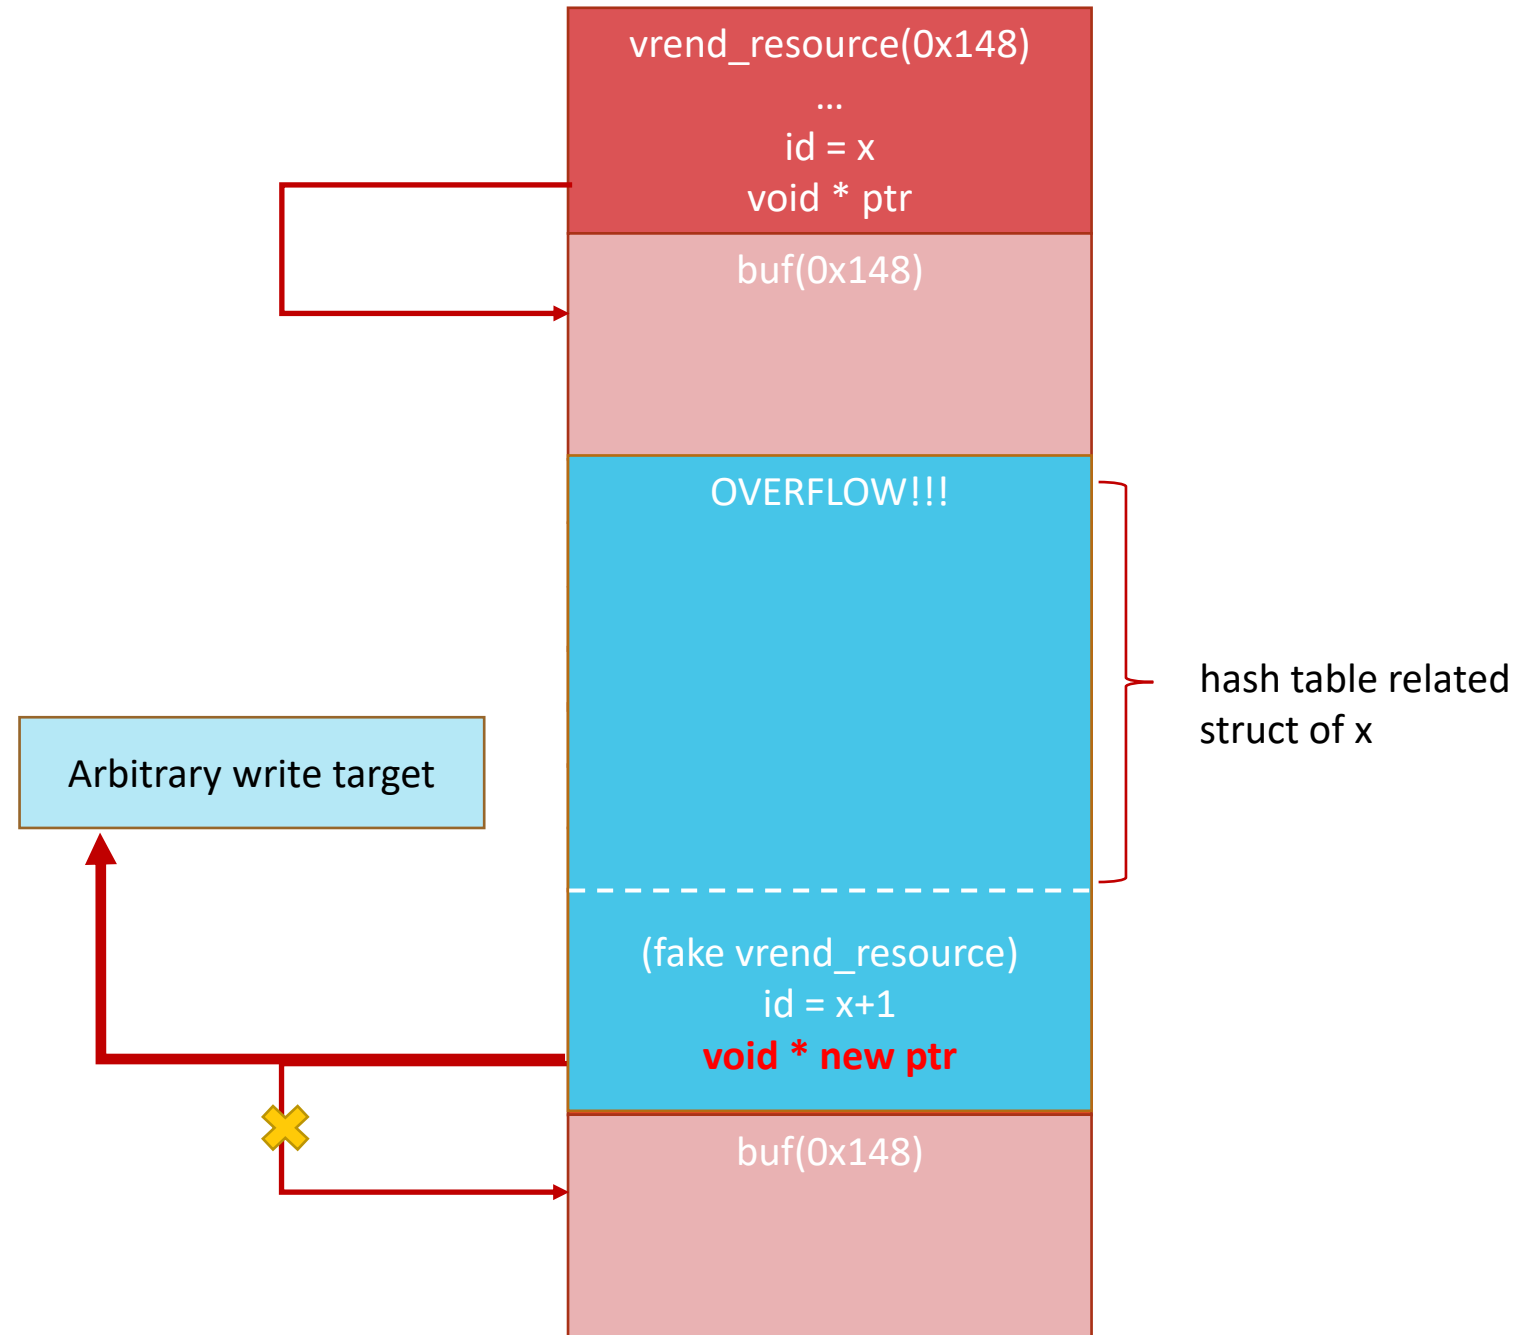 vrend_resource(0x148)
...
id = x
void * ptr
buf(0x148)
OVERFLOW!!!
hash table related
struct of x
Arbitrary write target
(fake vrend_resource)
id = x+1
void * new ptr
buf(0x148)